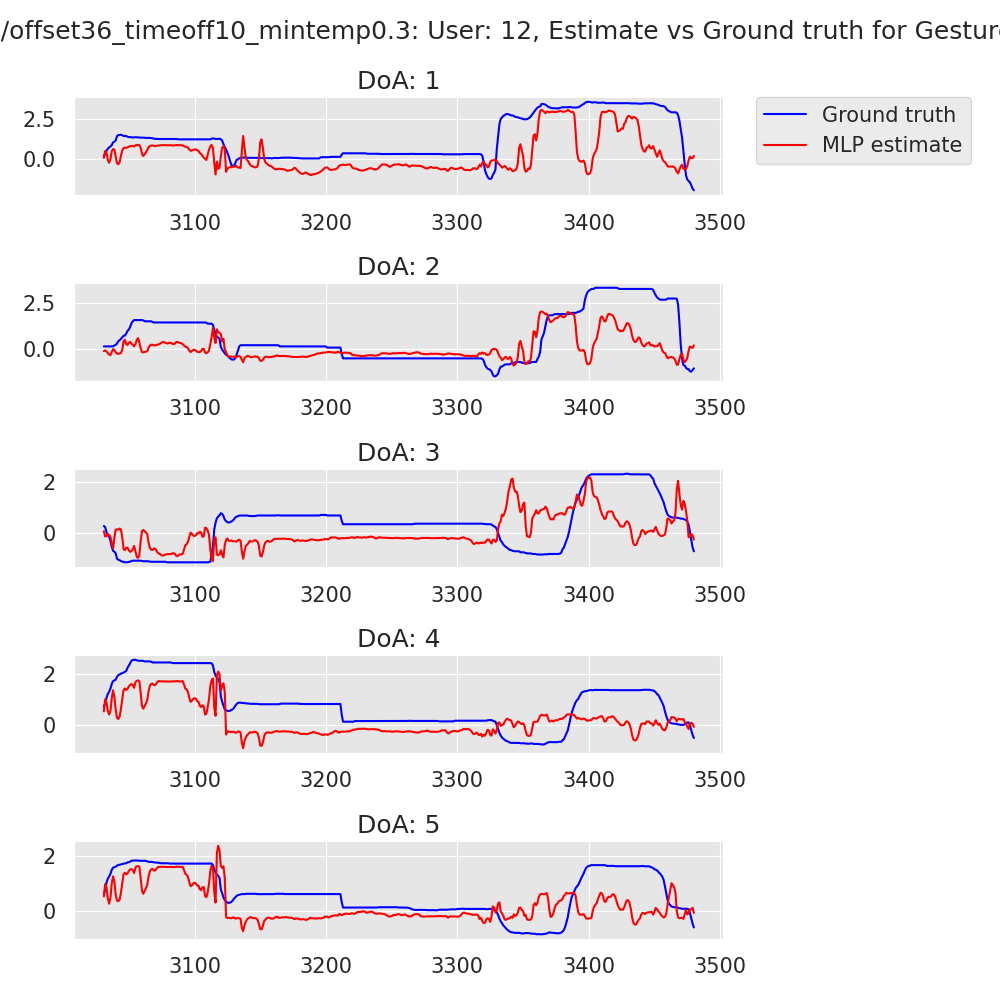 /offset36_timeoff10_mintemp0.3: User: 12, Estimate vs Ground truth for Gestur
DoA: 1
Ground truth
MLP estimate
2.5
0.0
3100 3200 3300 3400 3500
DoA: 2
2.5
0.0
3100 3200 3300 3400 3500
DoA: 3
2
0
3100 3200 3300 3400 3500
DoA: 4
2
0
3100 3200 3300 3400 3500
DoA: 5
2
0
3100 3200 3300 3400 3500